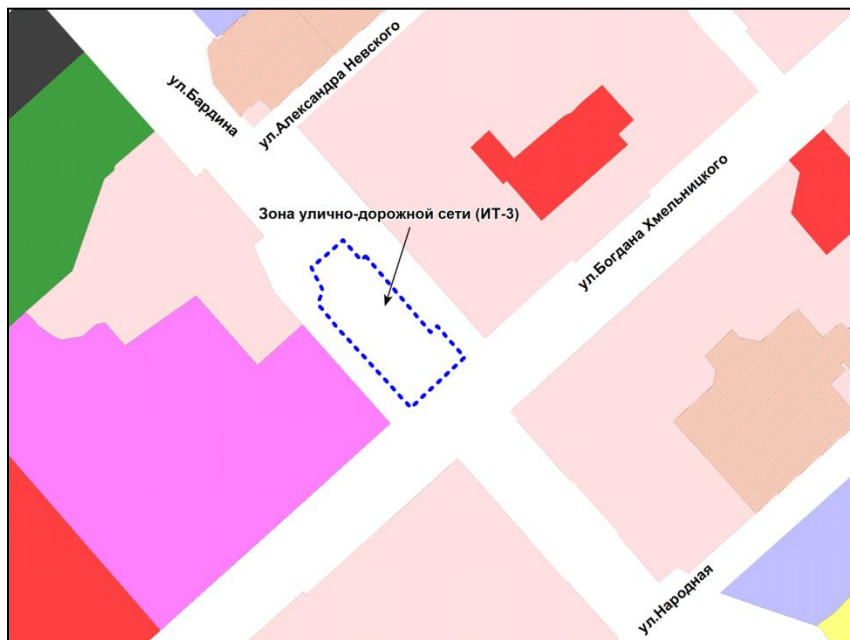 ул.Бардина
ул.Александра Невского
Зона улично-дорожной сети (ИТ-3)
ул.Богдана Хмельницкого
ул.Народная